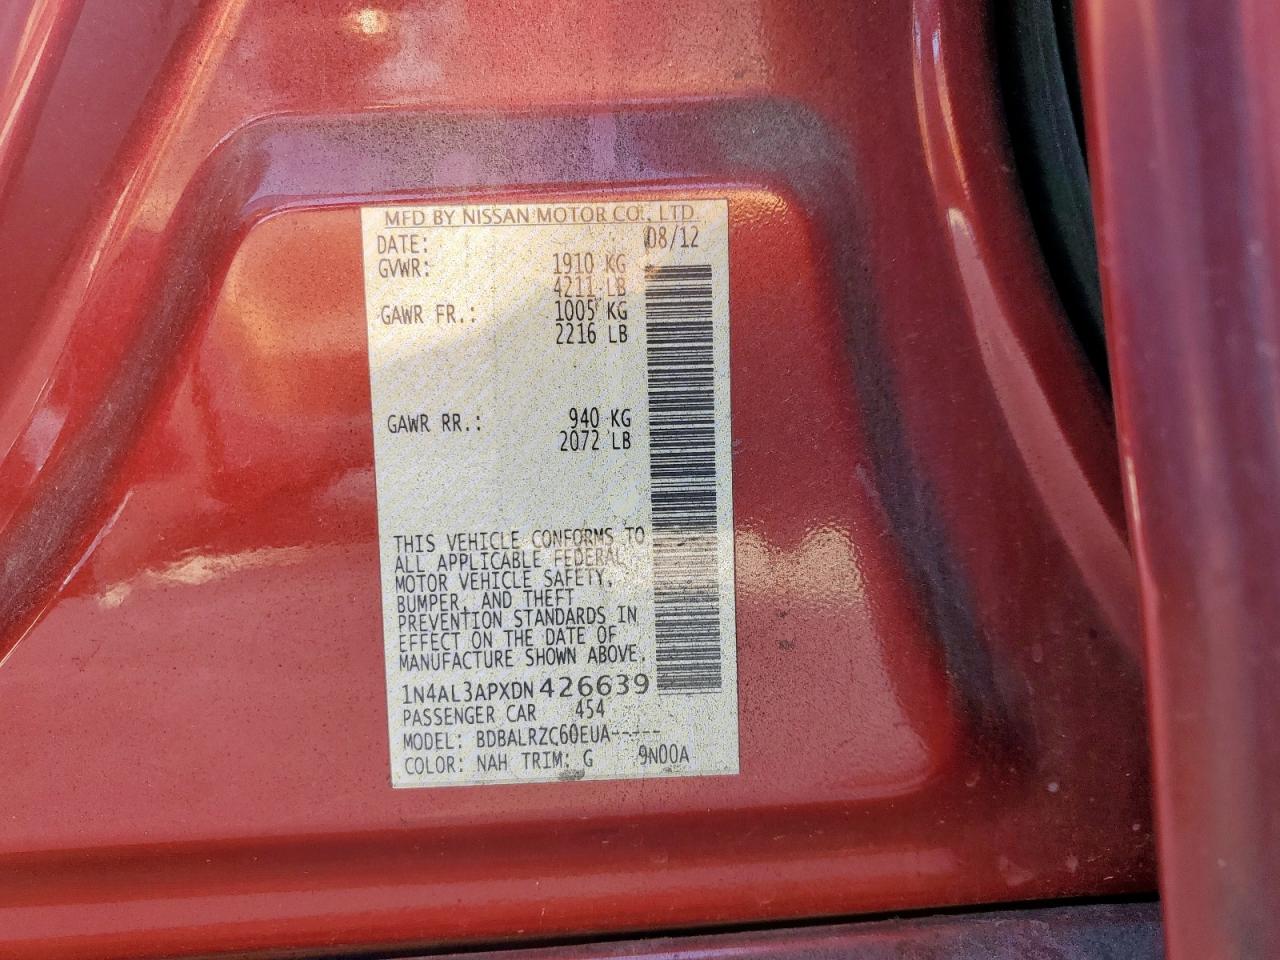 MFD BY NISSAN MOTOR CO., LTD.
DATE: 08/12
GVWR: 1910 KG
4211 LB
GAWR FR.: 1005 KG
2216 LB
GAWR RR.: 940 KG
2072 LB
THIS VEHICLE CONFORMS TO
ALL APPLICABLE FEDERAL
MOTOR VEHICLE SAFETY,
BUMPER, AND THEFT
PREVENTION STANDARDS IN
EFFECT ON THE DATE OF
MANUFACTURE SHOWN ABOVE.
1N4AL3APXDN426639
PASSENGER CAR 454
MODEL: BDBALRZC60EUA-----
COLOR: NAH TRIM: G 9N00A